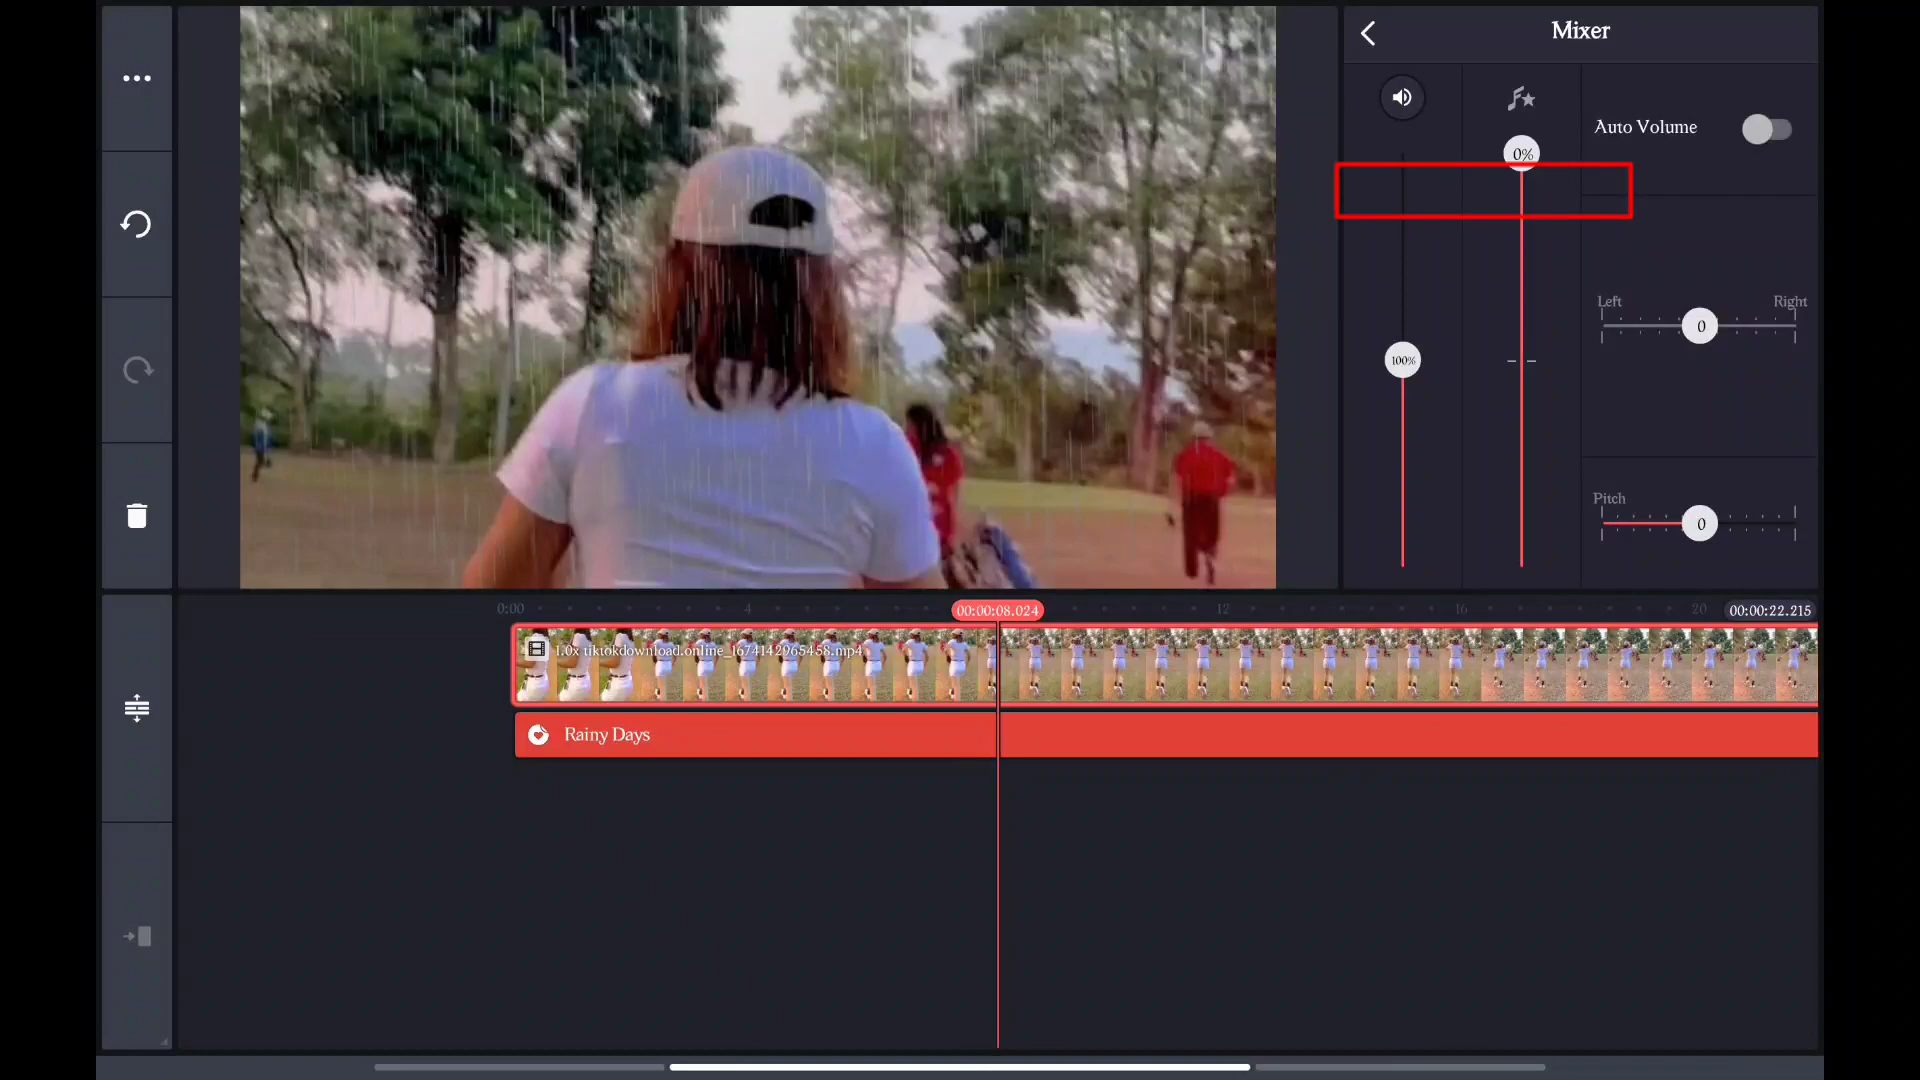 Mixer
Auto Volume
0%
Left
Right
0
100%
Pitch
0
0:00
4
00:00:08.024
12
16
20
00:00:22.215
1.0x tiktokdownload.online_1674142965458.mp4
Rainy Days